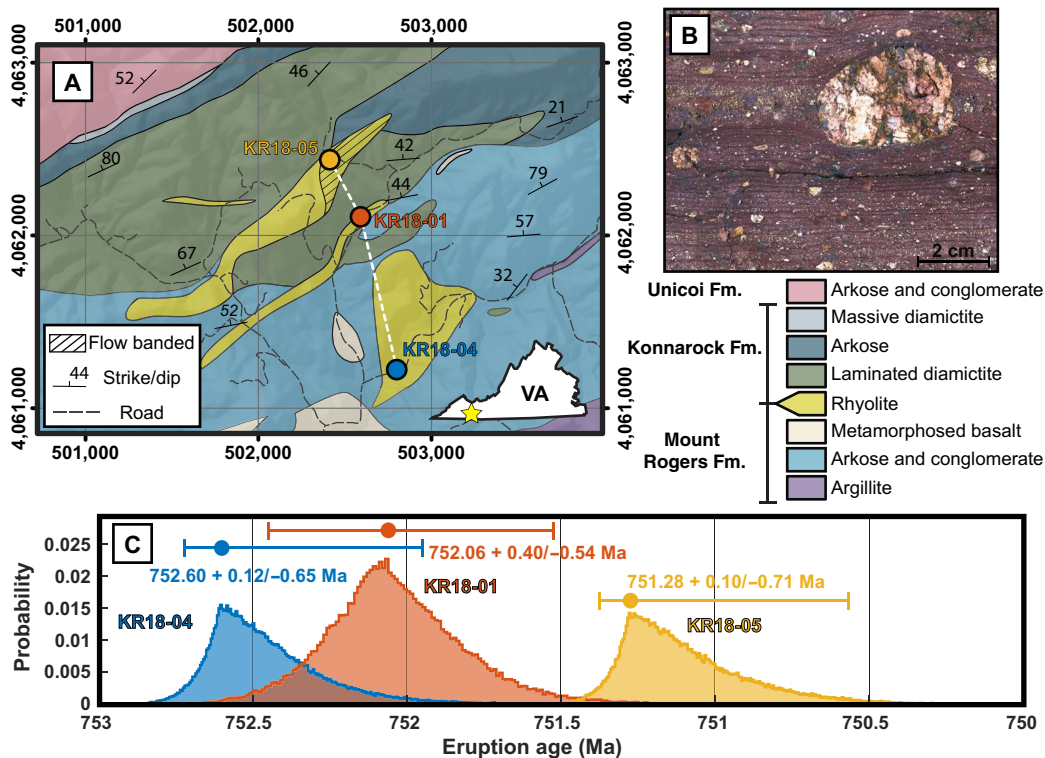 501,000 502,000 503,000
A
4,063,000
4,062,000
4,061,000
52
46
21
80
KR18-05
42
79
44
KR18-01
57
67
32
52
KR18-04
Flow banded
44 Strike/dip
Road
VA
501,000 502,000 503,000
4,063,000
4,062,000
4,061,000
B
2 cm
Unicoi Fm.
Konnarock Fm.
Mount
Rogers Fm.
Arkose and conglomerate
Massive diamictite
Arkose
Laminated diamictite
Rhyolite
Metamorphosed basalt
Arkose and conglomerate
Argillite
C
Probability
0.025
0.02
0.015
0.01
0.005
0
752.60 + 0.12/−0.65 Ma
KR18-04
752.06 + 0.40/−0.54 Ma
KR18-01
751.28 + 0.10/−0.71 Ma
KR18-05
753 752.5 752 751.5 751 750.5 750
Eruption age (Ma)